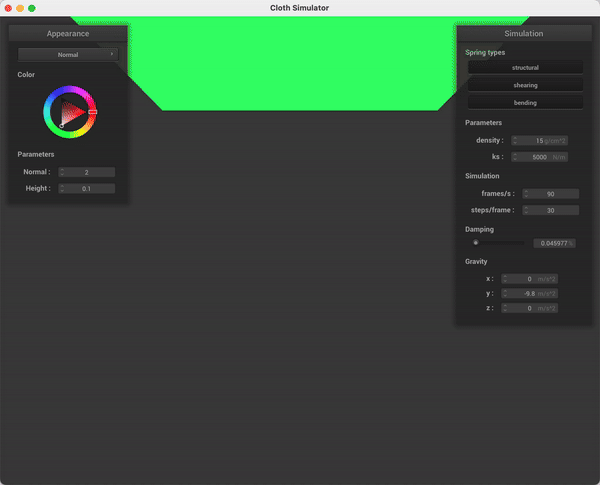 Cloth Simulator
Appearance
Normal
Color
Parameters
Normal : 2
Height : 0.1
Simulation
Spring types
structural
shearing
bending
Parameters
density : 15 g/cm^2
ks : 5000 N/m
Simulation
frames/s : 90
steps/frame : 30
Damping
0.045977 %
Gravity
x : 0 m/s^2
y : -9.8 m/s^2
z : 0 m/s^2